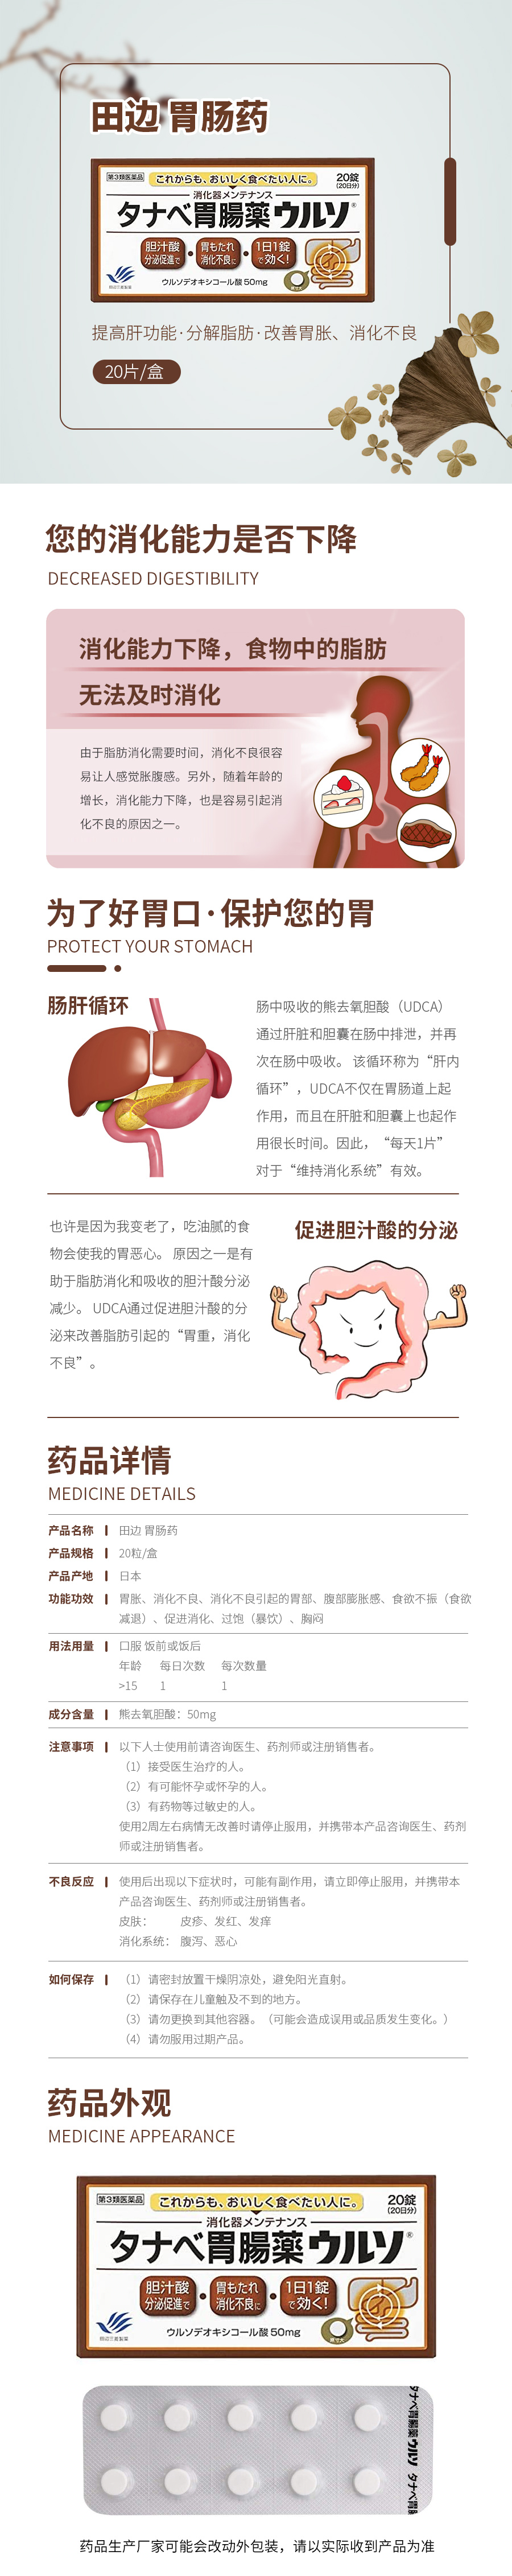 田边 胃肠药
第3類医薬品
これからも、おいしく食べたい人に。
20錠
(20日分)
消化器メンテナンス
タナベ胃腸薬ウルソ®
胆汁酸
分泌促進で
胃もたれ
消化不良に
1日1錠
で効く!
ウルソデオキシコール酸 50mg
田辺三菱製薬
提高肝功能·分解脂肪·改善胃胀、消化不良
20片/盒
您的消化能力是否下降
DECREASED DIGESTIBILITY
消化能力下降，食物中的脂肪
无法及时消化
由于脂肪消化需要时间，消化不良很容
易让人感觉胀腹感。另外，随着年龄的
增长，消化能力下降，也是容易引起消
化不良的原因之一。
为了好胃口·保护您的胃
PROTECT YOUR STOMACH
肠肝循环
肠中吸收的熊去氧胆酸（UDCA）
通过肝脏和胆囊在肠中排泄，并再
次在肠中吸收。 该循环称为“肝内
循环”，UDCA不仅在胃肠道上起
作用，而且在肝脏和胆囊上也起作
用很长时间。因此，“每天1片”
对于“维持消化系统”有效。
也许是因为我变老了，吃油腻的食
物会使我的胃恶心。 原因之一是有
助于脂肪消化和吸收的胆汁酸分泌
减少。 UDCA通过促进胆汁酸的分
泌来改善脂肪引起的“胃重，消化
不良”。
促进胆汁酸的分泌
药品详情
MEDICINE DETAILS
产品名称 田边 胃肠药
产品规格 20粒/盒
产品产地 日本
功能功效 胃胀、消化不良、消化不良引起的胃部、腹部膨胀感、食欲不振（食欲
减退）、促进消化、过饱（暴饮）、胸闷
用法用量 口服 饭前或饭后
年龄 每日次数 每次数量
>15 1 1
成分含量 熊去氧胆酸：50mg
注意事项 以下人士使用前请咨询医生、药剂师或注册销售者。
（1）接受医生治疗的人。
（2）有可能怀孕或怀孕的人。
（3）有药物等过敏史的人。
使用2周左右病情无改善时请停止服用，并携带本产品咨询医生、药剂
师或注册销售者。
不良反应 使用后出现以下症状时，可能有副作用，请立即停止服用，并携带本
产品咨询医生、药剂师或注册销售者。
皮肤： 皮疹、发红、发痒
消化系统： 腹泻、恶心
如何保存 （1）请密封放置干燥阴凉处，避免阳光直射。
（2）请保存在儿童触及不到的地方。
（3）请勿更换到其他容器。（可能会造成误用或品质发生变化。）
（4）请勿服用过期产品。
药品外观
MEDICINE APPEARANCE
第3類医薬品
これからも、おいしく食べたい人に。
20錠
(20日分)
消化器メンテナンス
タナベ胃腸薬ウルソ®
胆汁酸
分泌促進で
胃もたれ
消化不良に
1日1錠
で効く!
ウルソデオキシコール酸 50mg
実寸大
田辺三菱製薬
タナベ胃腸薬ウルソ タナベ胃腸
药品生产厂家可能会改动外包装，请以实际收到产品为准